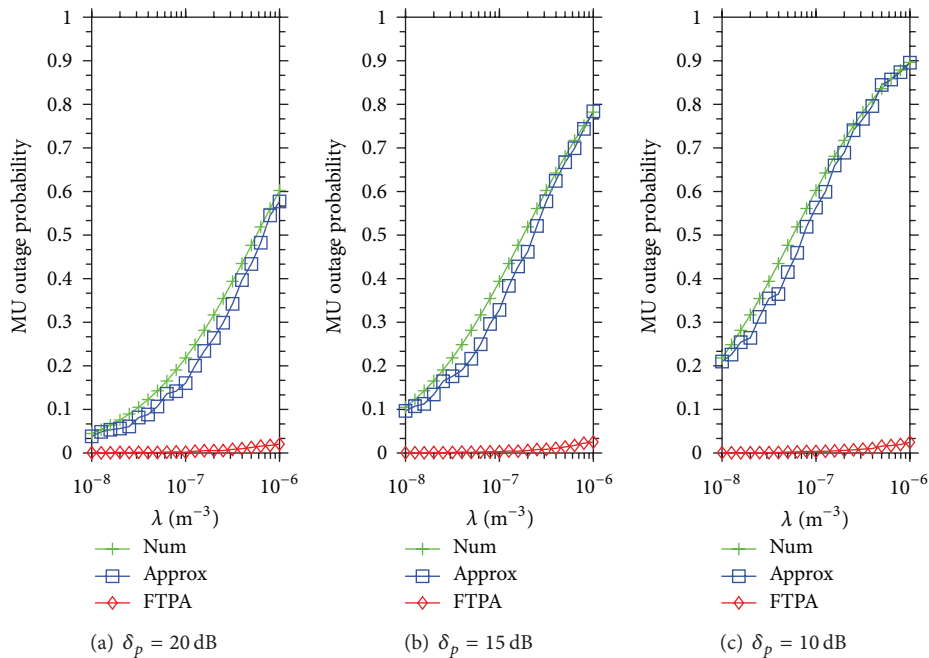 MU outage probability
1
0.9
0.8
0.7
0.6
0.5
0.4
0.3
0.2
0.1
0
10⁻⁸ 10⁻⁷ 10⁻⁶
λ (m⁻³)
Num
Approx
FTPA
(a) δₚ = 20 dB
MU outage probability
1
0.9
0.8
0.7
0.6
0.5
0.4
0.3
0.2
0.1
0
10⁻⁸ 10⁻⁷ 10⁻⁶
λ (m⁻³)
Num
Approx
FTPA
(b) δₚ = 15 dB
MU outage probability
1
0.9
0.8
0.7
0.6
0.5
0.4
0.3
0.2
0.1
0
10⁻⁸ 10⁻⁷ 10⁻⁶
λ (m⁻³)
Num
Approx
FTPA
(c) δₚ = 10 dB